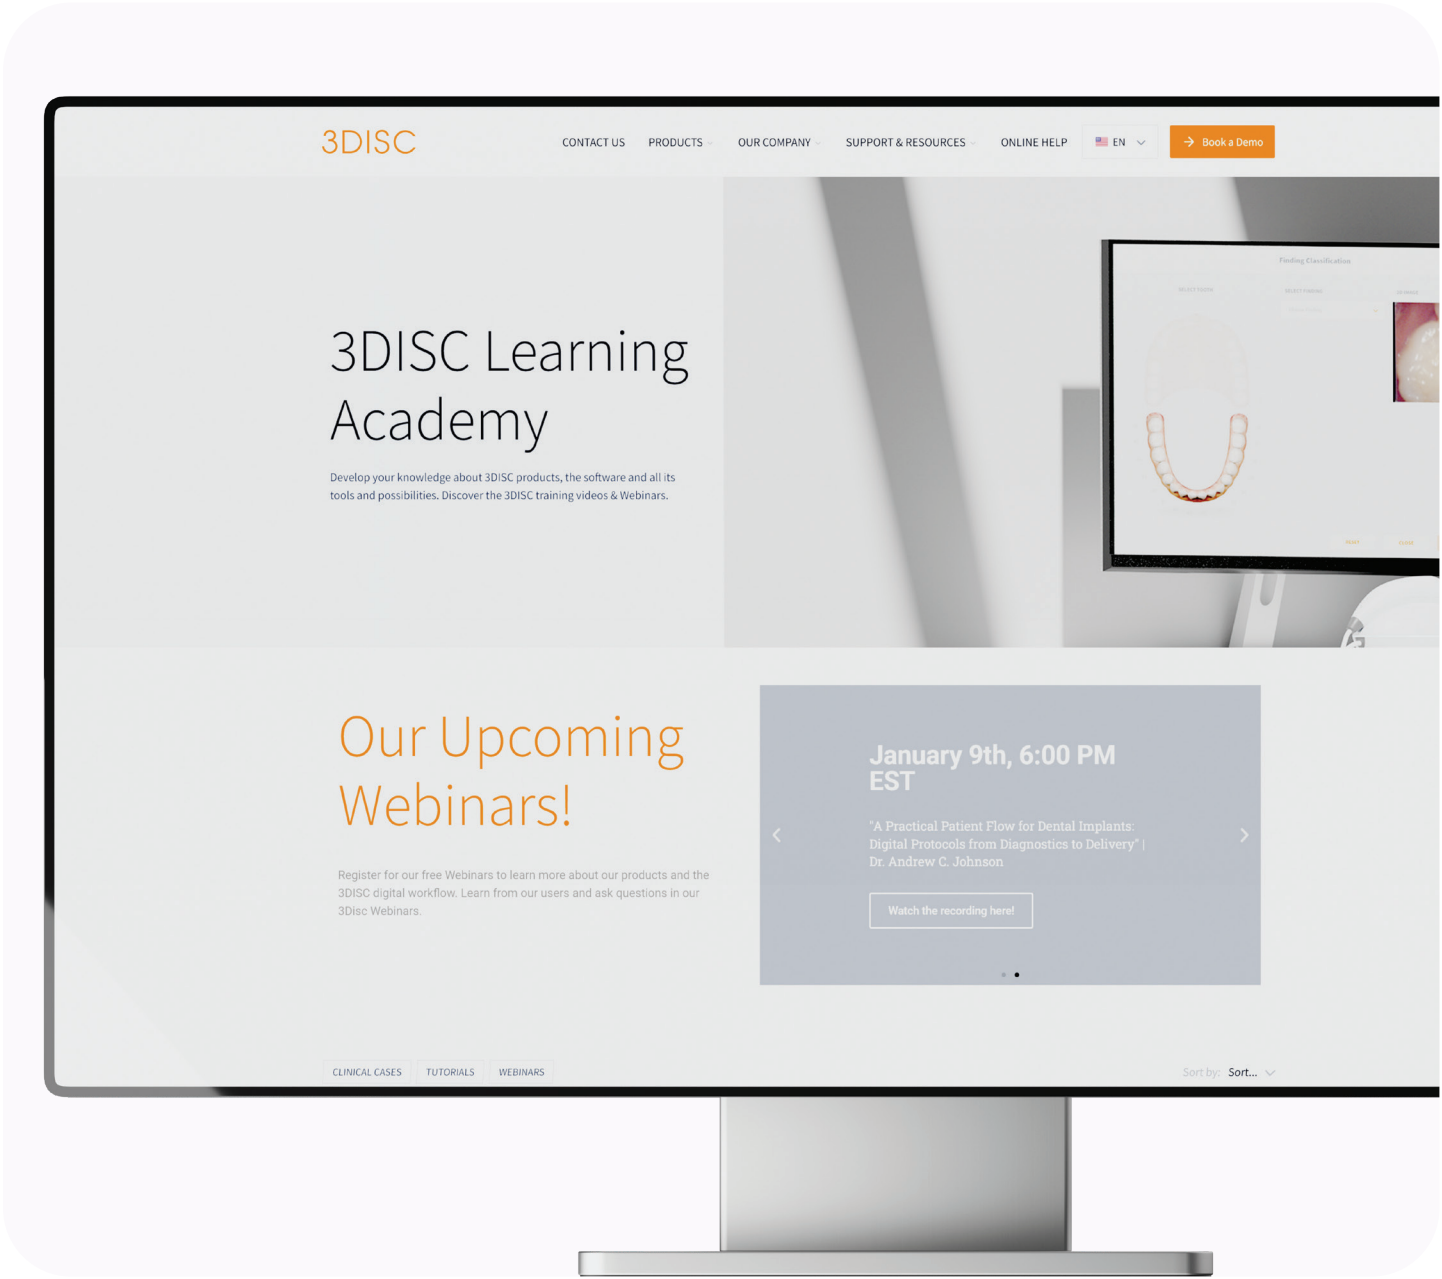 3DISC
CONTACT US
PRODUCTS
OUR COMPANY
SUPPORT & RESOURCES
ONLINE HELP
EN
Book a Demo
Finding Classification
3DISC Learning
Academy
Develop your knowledge about 3DISC products, the software and all its
tools and possibilities. Discover the 3DISC training videos & Webinars.
Our Upcoming
Webinars!
Register for our free Webinars to learn more about our products and the
3DISC digital workflow. Learn from our users and ask questions in our
3Disc Webinars.
January 9th, 6:00 PM
EST
"A Practical Patient Flow for Dental Implants:
Digital Protocols from Diagnostics to Delivery" |
Dr. Andrew C. Johnson
Watch the recording here!
CLINICAL CASES
TUTORIALS
WEBINARS
Sort by: Sort...